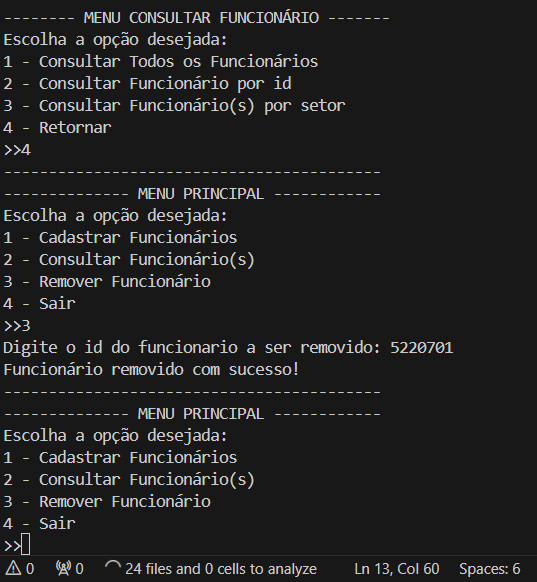 -------- MENU CONSULTAR FUNCIONÁRIO -------
Escolha a opção desejada:
1 - Consultar Todos os Funcionários
2 - Consultar Funcionário por id
3 - Consultar Funcionário(s) por setor
4 - Retornar
>>4
------------------------------------------
-------------- MENU PRINCIPAL ------------
Escolha a opção desejada:
1 - Cadastrar Funcionários
2 - Consultar Funcionário(s)
3 - Remover Funcionário
4 - Sair
>>3
Digite o id do funcionario a ser removido: 5220701
Funcionário removido com sucesso!
------------------------------------------
-------------- MENU PRINCIPAL ------------
Escolha a opção desejada:
1 - Cadastrar Funcionários
2 - Consultar Funcionário(s)
3 - Remover Funcionário
4 - Sair
>>
0 0 24 files and 0 cells to analyze Ln 13, Col 60 Spaces: 6